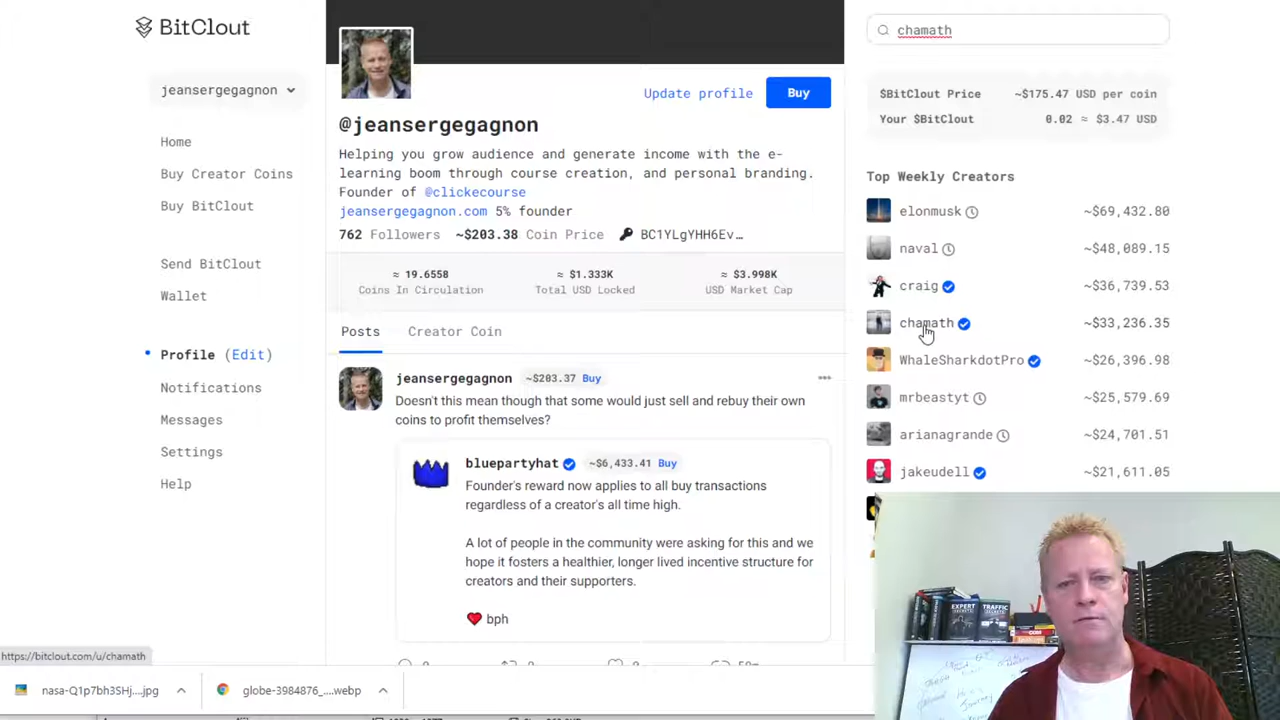 BitClout
jeansergegagnon
Home
Buy Creator Coins
Buy BitClout
Send BitClout
Wallet
Profile (Edit)
Notifications
Messages
Settings
Help
Update profile
Buy
@jeansergegagnon
Helping you grow audience and generate income with the e-
learning boom through course creation, and personal branding.
Founder of @clickecourse
jeansergegagnon.com 5% founder
762 Followers ~$203.38 Coin Price BC1YLgYHH6Ev…
≈ 19.6558 ≈ $1.333K ≈ $3.998K
Coins In Circulation Total USD Locked USD Market Cap
Posts Creator Coin
jeansergegagnon ~$203.37 Buy
Doesn't this mean though that some would just sell and rebuy their own
coins to profit themselves?
bluepartyhat ~$6,433.41 Buy
Founder's reward now applies to all buy transactions
regardless of a creator's all time high.
A lot of people in the community were asking for this and we
hope it fosters a healthier, longer lived incentive structure for
creators and their supporters.
❤️ bph
chamath
$BitClout Price ~$175.47 USD per coin
Your $BitClout 0.02 ≈ $3.47 USD
Top Weekly Creators
elonmusk ~$69,432.80
naval ~$48,089.15
craig ~$36,739.53
chamath ~$33,236.35
WhaleSharkdotPro ~$26,396.98
mrbeastyt ~$25,579.69
arianagrande ~$24,701.51
jakeudell ~$21,611.05
EXPERT
SECRETS
TRAFFIC
SECRETS
https://bitclout.com/u/chamath
nasa-Q1p7bh3SHj....jpg
globe-3984876_....webp